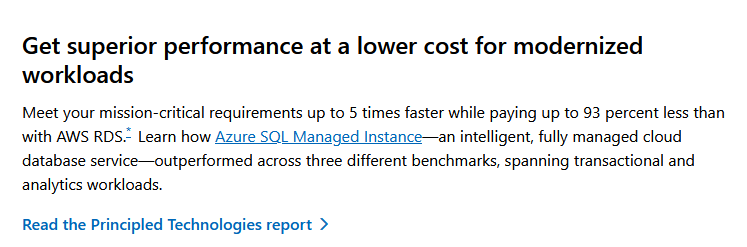 Get superior performance at a lower cost for modernized
workloads
Meet your mission-critical requirements up to 5 times faster while paying up to 93 percent less than
with AWS RDS.* Learn how Azure SQL Managed Instance—an intelligent, fully managed cloud
database service—outperformed across three different benchmarks, spanning transactional and
analytics workloads.
Read the Principled Technologies report >